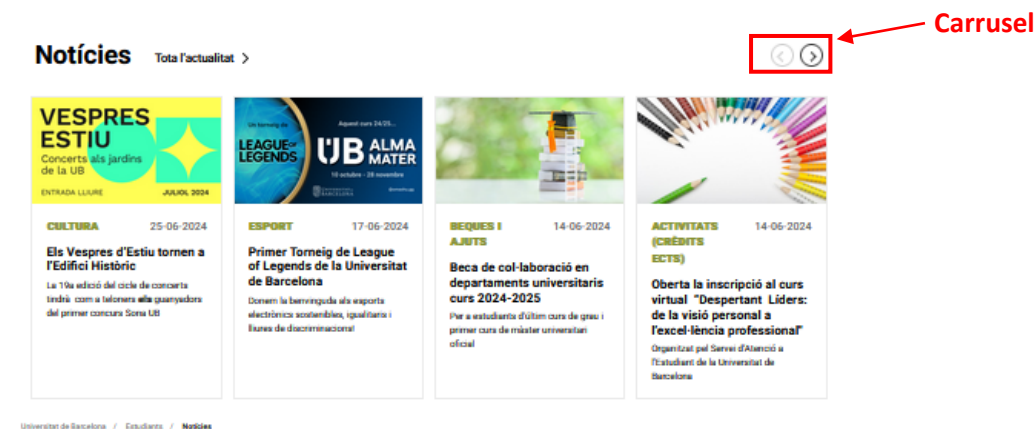 Carrusel
Notícies
Tota l'actualitat >
VESPRES
ESTIU
Concerts als jardins
de la UB
ENTRADA LLIURE
JULIOL 2024
CULTURA
25-06-2024
Els Vespres d'Estiu tornen a
l'Edifici Històric
La 19a edició del cicle de concerts
tindrà com a teloners els guanyadors
del primer concurs Sona UB
Un torneig de
LEAGUE OF
LEGENDS
Aquest curs 24/25...
UB ALMA
MATER
10 octubre - 28 novembre
UNIVERSITAT DE
BARCELONA
ESPORT
17-06-2024
Primer Torneig de League
of Legends de la Universitat
de Barcelona
Donem la benvinguda als esports
electrònics sostenibles, igualitaris i
lliures de discriminacions!
BEQUES I
AJUTS
14-06-2024
Beca de col·laboració en
departaments universitaris
curs 2024-2025
Per a estudiants d'últim curs de grau i
primer curs de màster universitari
oficial
ACTIVITATS
(CRÈDITS
ECTS)
14-06-2024
Oberta la inscripció al curs
virtual "Despertant Líders:
de la visió personal a
l'excel·lència professional"
Organitzat pel Servei d'Atenció a
l'Estudiant de la Universitat de
Barcelona
Universitat de Barcelona / Estudiants / Notícies